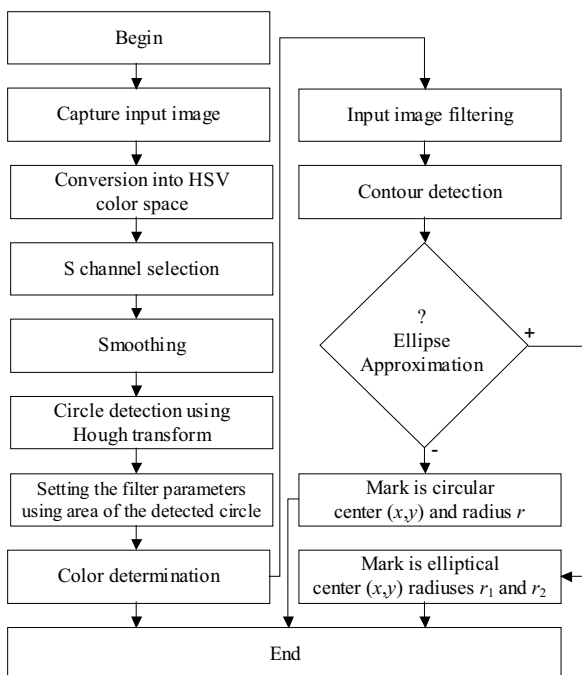 Begin
Capture input image
Conversion into HSV
color space
S channel selection
Smoothing
Circle detection using
Hough transform
Setting the filter parameters
using area of the detected circle
Color determination
Input image filtering
Contour detection
?
Ellipse
Approximation
+
-
Mark is circular
center (x,y) and radius r
Mark is elliptical
center (x,y) radiuses r₁ and r₂
End